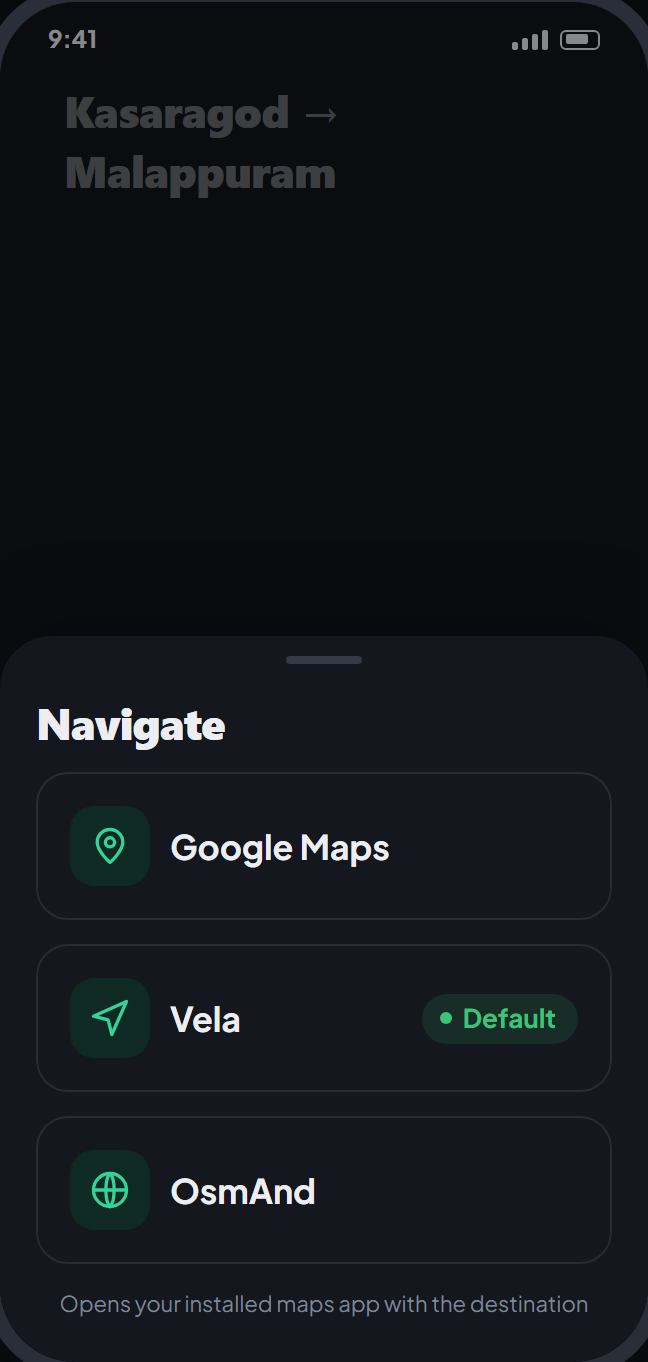 9:41
Kasaragod →
Malappuram
Navigate
Google Maps
Vela
Default
OsmAnd
Opens your installed maps app with the destination